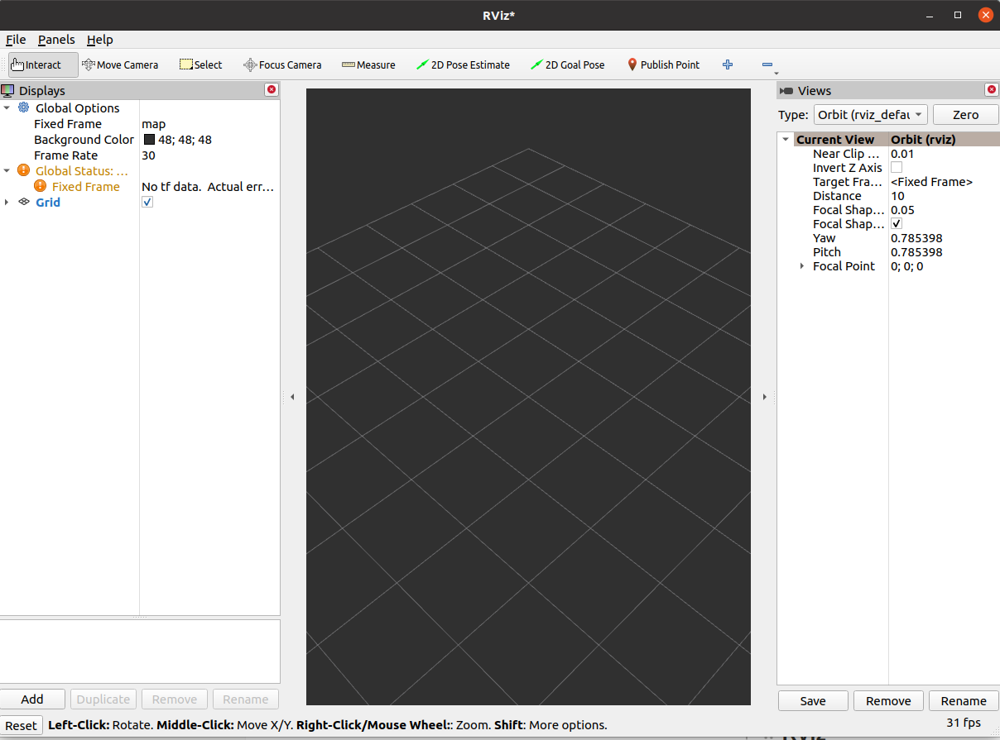 RViz*
File Panels Help
Interact Move Camera Select Focus Camera Measure 2D Pose Estimate 2D Goal Pose Publish Point
Displays
Global Options
Fixed Frame map
Background Color 48; 48; 48
Frame Rate 30
Global Status: ...
Fixed Frame No tf data. Actual err...
Grid
Add Duplicate Remove Rename
Views
Type: Orbit (rviz_defau Zero
Current View Orbit (rviz)
Near Clip ... 0.01
Invert Z Axis
Target Fra... <Fixed Frame>
Distance 10
Focal Shap... 0.05
Focal Shap...
Yaw 0.785398
Pitch 0.785398
Focal Point 0; 0; 0
Save Remove Rename
Reset Left-Click: Rotate. Middle-Click: Move X/Y. Right-Click/Mouse Wheel:: Zoom. Shift: More options. 31 fps